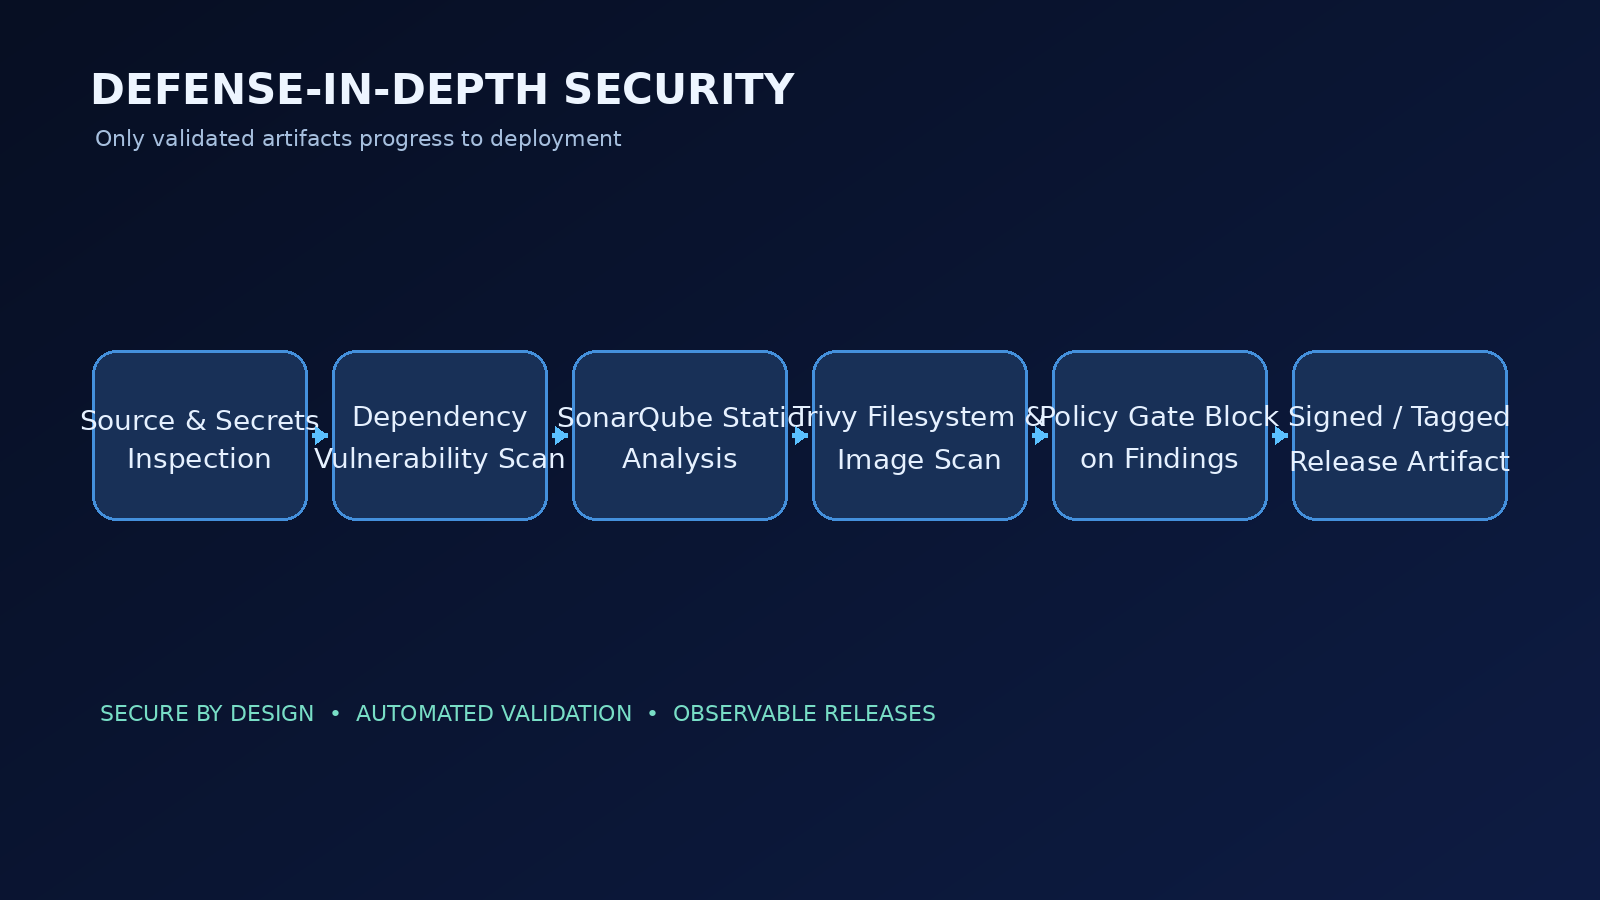 DEFENSE-IN-DEPTH SECURITY
Only validated artifacts progress to deployment
Source & Secrets
Inspection
Dependency
Vulnerability Scan
SonarQube Static
Analysis
Trivy Filesystem &
Image Scan
Policy Gate Block
on Findings
Signed / Tagged
Release Artifact
SECURE BY DESIGN • AUTOMATED VALIDATION • OBSERVABLE RELEASES